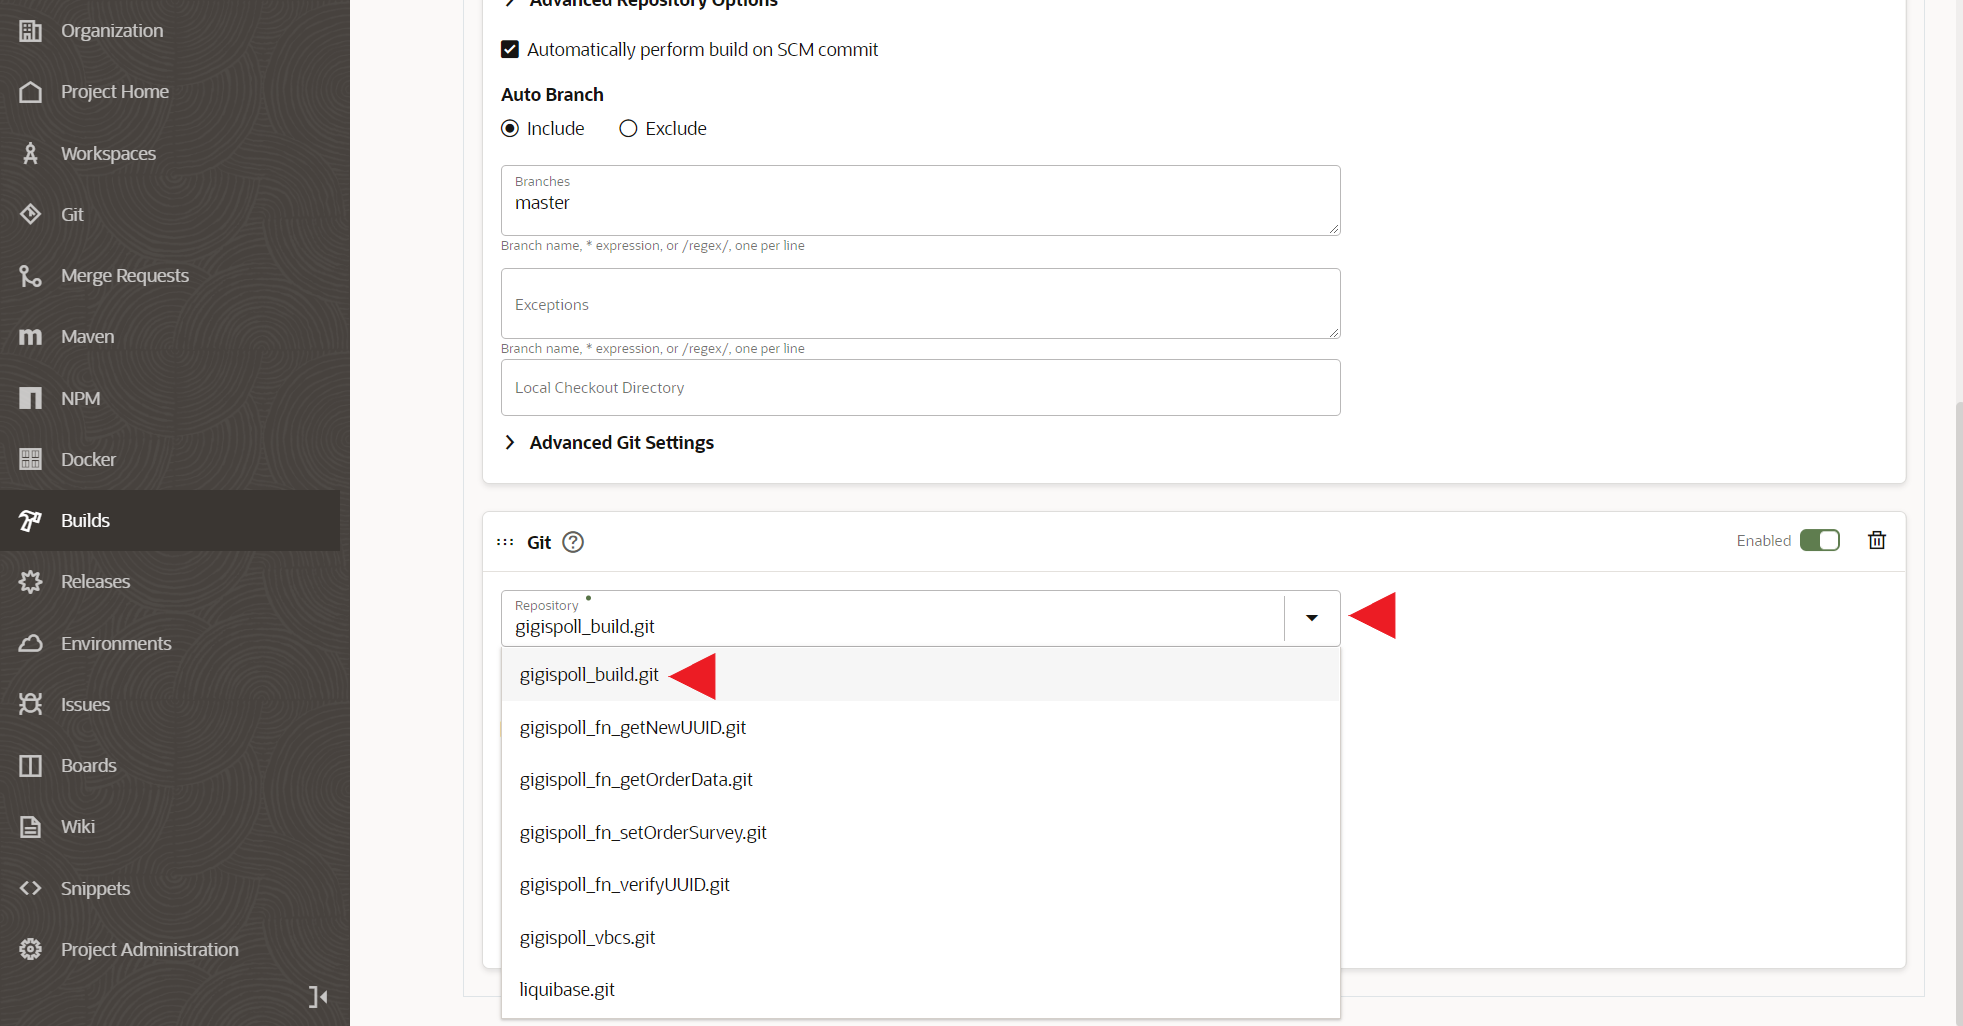 Organization
Project Home
Workspaces
Git
Merge Requests
Maven
NPM
Docker
Builds
Releases
Environments
Issues
Boards
Wiki
Snippets
Project Administration
Advanced Repository Options
Automatically perform build on SCM commit
Auto Branch
Include Exclude
Branches
master
Branch name, * expression, or /regex/, one per line
Exceptions
Branch name, * expression, or /regex/, one per line
Local Checkout Directory
Advanced Git Settings
Git ? Enabled
Repository
gigispoll_build.git
gigispoll_build.git
gigispoll_fn_getNewUUID.git
gigispoll_fn_getOrderData.git
gigispoll_fn_setOrderSurvey.git
gigispoll_fn_verifyUUID.git
gigispoll_vbcs.git
liquibase.git